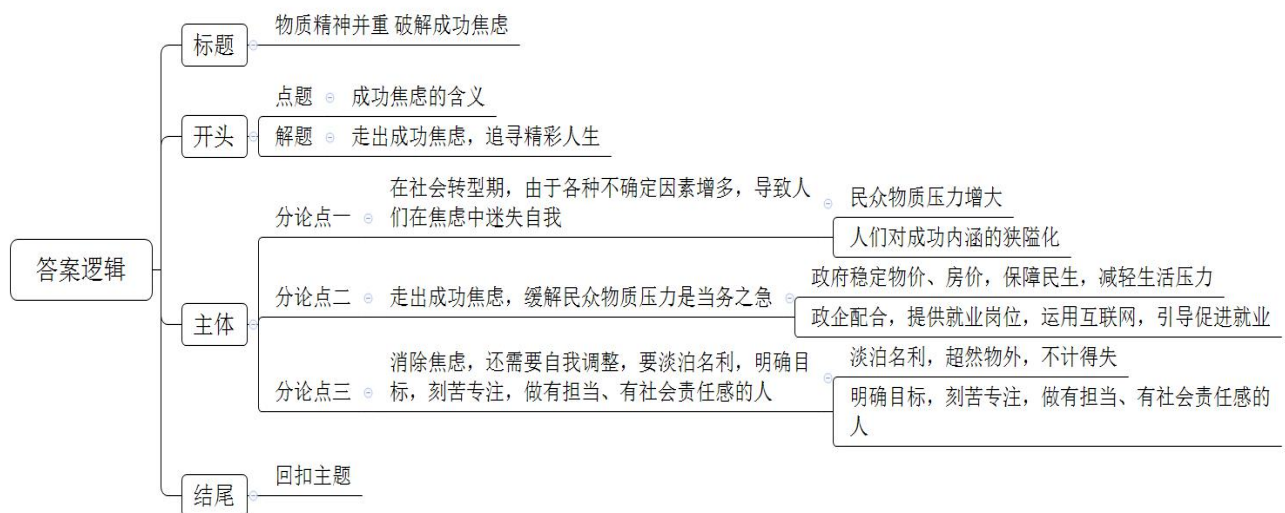 答案逻辑
标题
物质精神并重 破解成功焦虑
开头
点题
成功焦虑的含义
解题
走出成功焦虑，追寻精彩人生
主体
分论点一
在社会转型期，由于各种不确定因素增多，导致人
们在焦虑中迷失自我
民众物质压力增大
人们对成功内涵的狭隘化
分论点二
走出成功焦虑，缓解民众物质压力是当务之急
政府稳定物价、房价，保障民生，减轻生活压力
政企配合，提供就业岗位，运用互联网，引导促进就业
分论点三
消除焦虑，还需要自我调整，要淡泊名利，明确目
标，刻苦专注，做有担当、有社会责任感的人
淡泊名利，超然物外，不计得失
明确目标，刻苦专注，做有担当、有社会责任感的
人
结尾
回扣主题